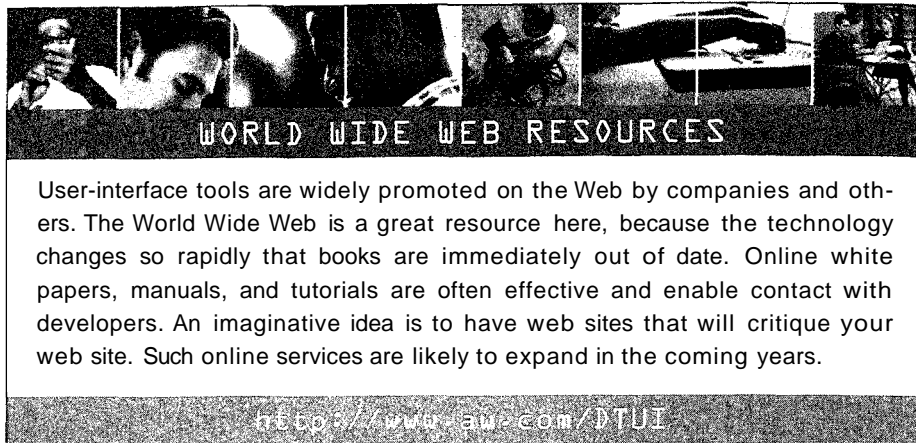 WORLD WIDE WEB RESOURCES
User-interface tools are widely promoted on the Web by companies and oth-
ers. The World Wide Web is a great resource here, because the technology
changes so rapidly that books are immediately out of date. Online white
papers, manuals, and tutorials are often effective and enable contact with
developers. An imaginative idea is to have web sites that will critique your
web site. Such online services are likely to expand in the coming years.
http://www.aw.com/DTUI